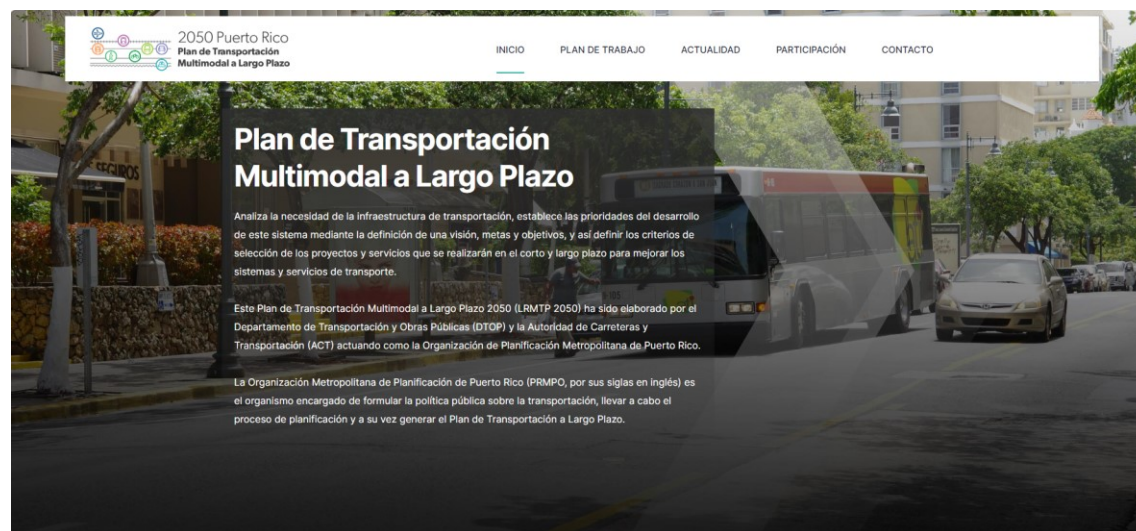 2050 Puerto Rico
Plan de Transportación
Multimodal a Largo Plazo
INICIO PLAN DE TRABAJO ACTUALIDAD PARTICIPACIÓN CONTACTO
SEGUROS
Plan de Transportación
Multimodal a Largo Plazo
Analiza la necesidad de la infraestructura de transportación, establece las prioridades del desarrollo
de este sistema mediante la definición de una visión, metas y objetivos, y así definir los criterios de
selección de los proyectos y servicios que se realizarán en el corto y largo plazo para mejorar los
sistemas y servicios de transporte.
Este Plan de Transportación Multimodal a Largo Plazo 2050 (LRMTP 2050) ha sido elaborado por el
Departamento de Transportación y Obras Públicas (DTOP) y la Autoridad de Carreteras y
Transportación (ACT) actuando como la Organización de Planificación Metropolitana de Puerto Rico.
La Organización Metropolitana de Planificación de Puerto Rico (PRMPO, por sus siglas en inglés) es
el organismo encargado de formular la política pública sobre la transportación, llevar a cabo el
proceso de planificación y a su vez generar el Plan de Transportación a Largo Plazo.